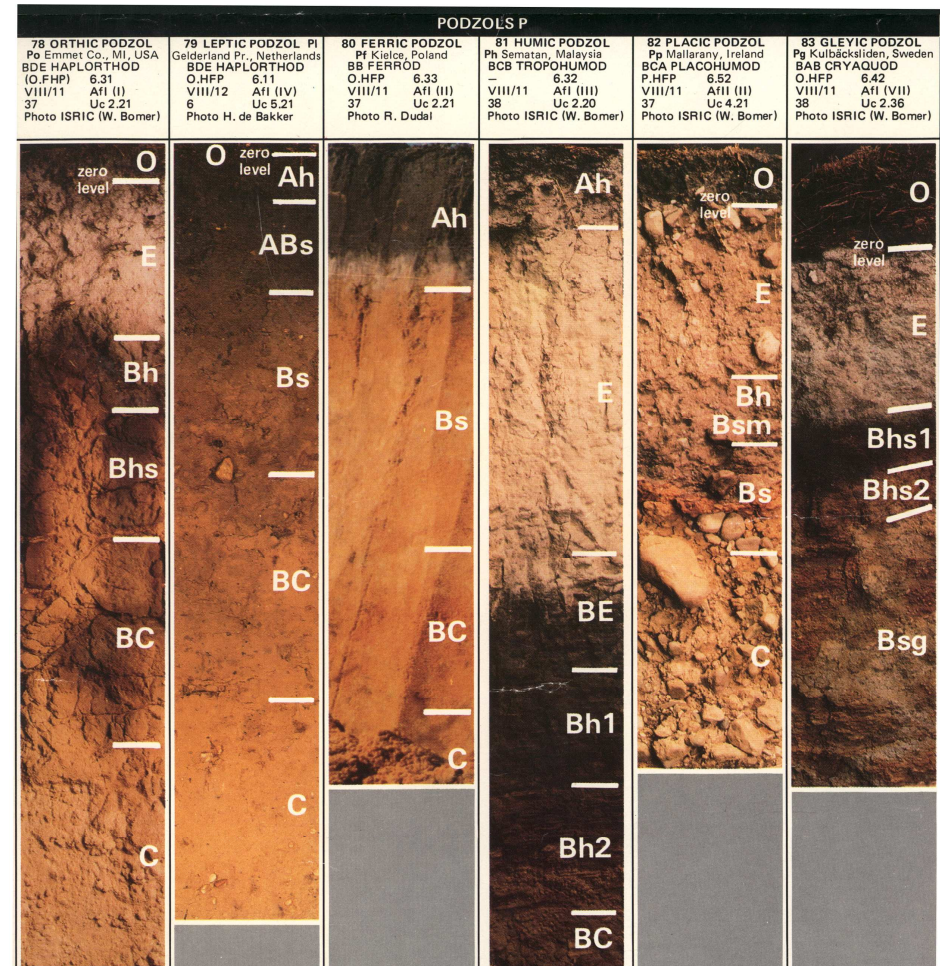 PODZOLS P
78 ORTHIC PODZOL
Po Emmet Co., MI, USA
BDE HAPLORTHOD
(O.FHP) 6.31
VIII/11 AfI (I)
37 Uc 2.21
Photo ISRIC (W. Bomer)
O
zero
level
E
Bh
Bhs
BC
C
79 LEPTIC PODZOL Pl
Gelderland Pr., Netherlands
BDE HAPLORTHOD
O.HFP 6.11
VIII/12 AfI (IV)
6 Uc 5.21
Photo H. de Bakker
O zero
level
Ah
ABs
Bs
BC
C
80 FERRIC PODZOL
Pf Kielce, Poland
BB FERROD
O.HFP 6.33
VIII/11 AfI (II)
37 Uc 2.21
Photo R. Dudal
Ah
Bs
BC
C
81 HUMIC PODZOL
Ph Sematan, Malaysia
BCB TROPOHUMOD
– 6.32
VIII/11 AfI (III)
38 Uc 2.20
Photo ISRIC (W. Bomer)
Ah
E
BE
Bh1
Bh2
BC
82 PLACIC PODZOL
Pp Mallarany, Ireland
BCA PLACOHUMOD
P.HFP 6.52
VIII/11 AfII (III)
37 Uc 4.21
Photo ISRIC (W. Bomer)
O
zero
level
E
Bh
Bsm
Bs
C
83 GLEYIC PODZOL
Pg Kulbäcksliden, Sweden
BAB CRYAQUOD
O.HFP 6.42
VIII/11 AfI (VII)
38 Uc 2.36
Photo ISRIC (W. Bomer)
O
zero
level
E
Bhs1
Bhs2
Bsg